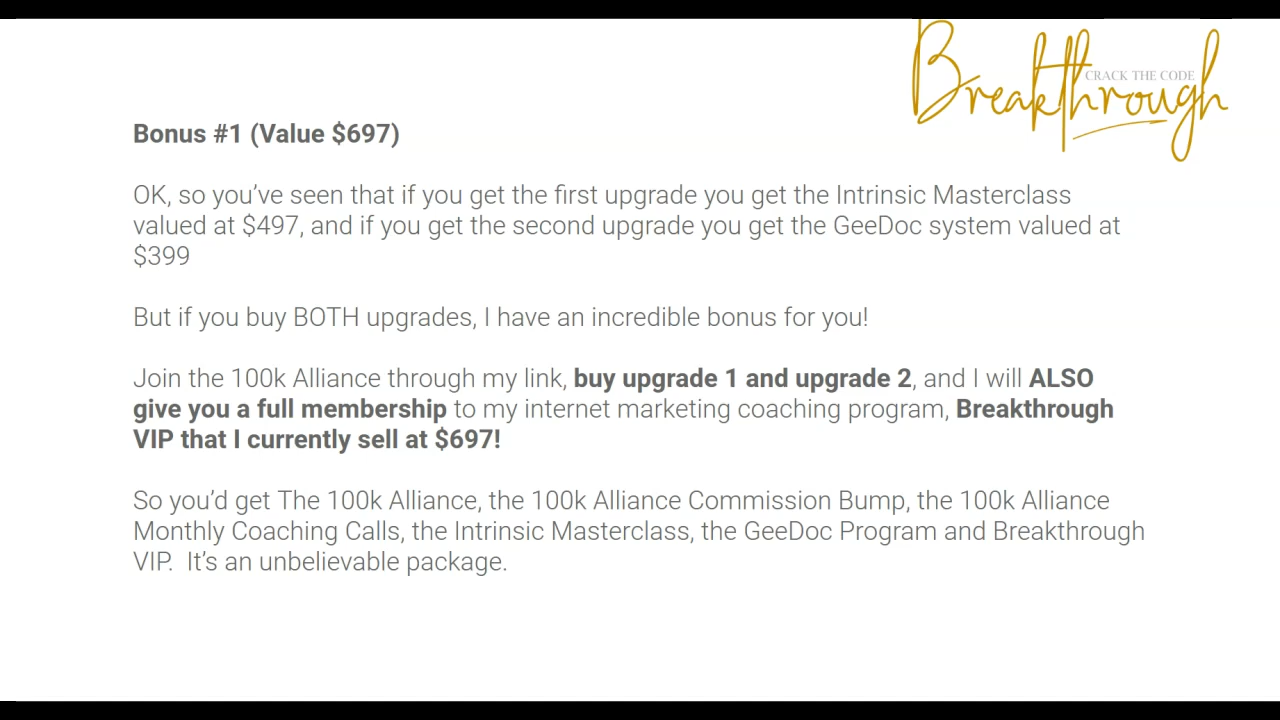 Breakthrough
CRACK THE CODE
Bonus #1 (Value $697)
OK, so you’ve seen that if you get the first upgrade you get the Intrinsic Masterclass
valued at $497, and if you get the second upgrade you get the GeeDoc system valued at
$399
But if you buy BOTH upgrades, I have an incredible bonus for you!
Join the 100k Alliance through my link, buy upgrade 1 and upgrade 2, and I will ALSO
give you a full membership to my internet marketing coaching program, Breakthrough
VIP that I currently sell at $697!
So you’d get The 100k Alliance, the 100k Alliance Commission Bump, the 100k Alliance
Monthly Coaching Calls, the Intrinsic Masterclass, the GeeDoc Program and Breakthrough
VIP.  It’s an unbelievable package.